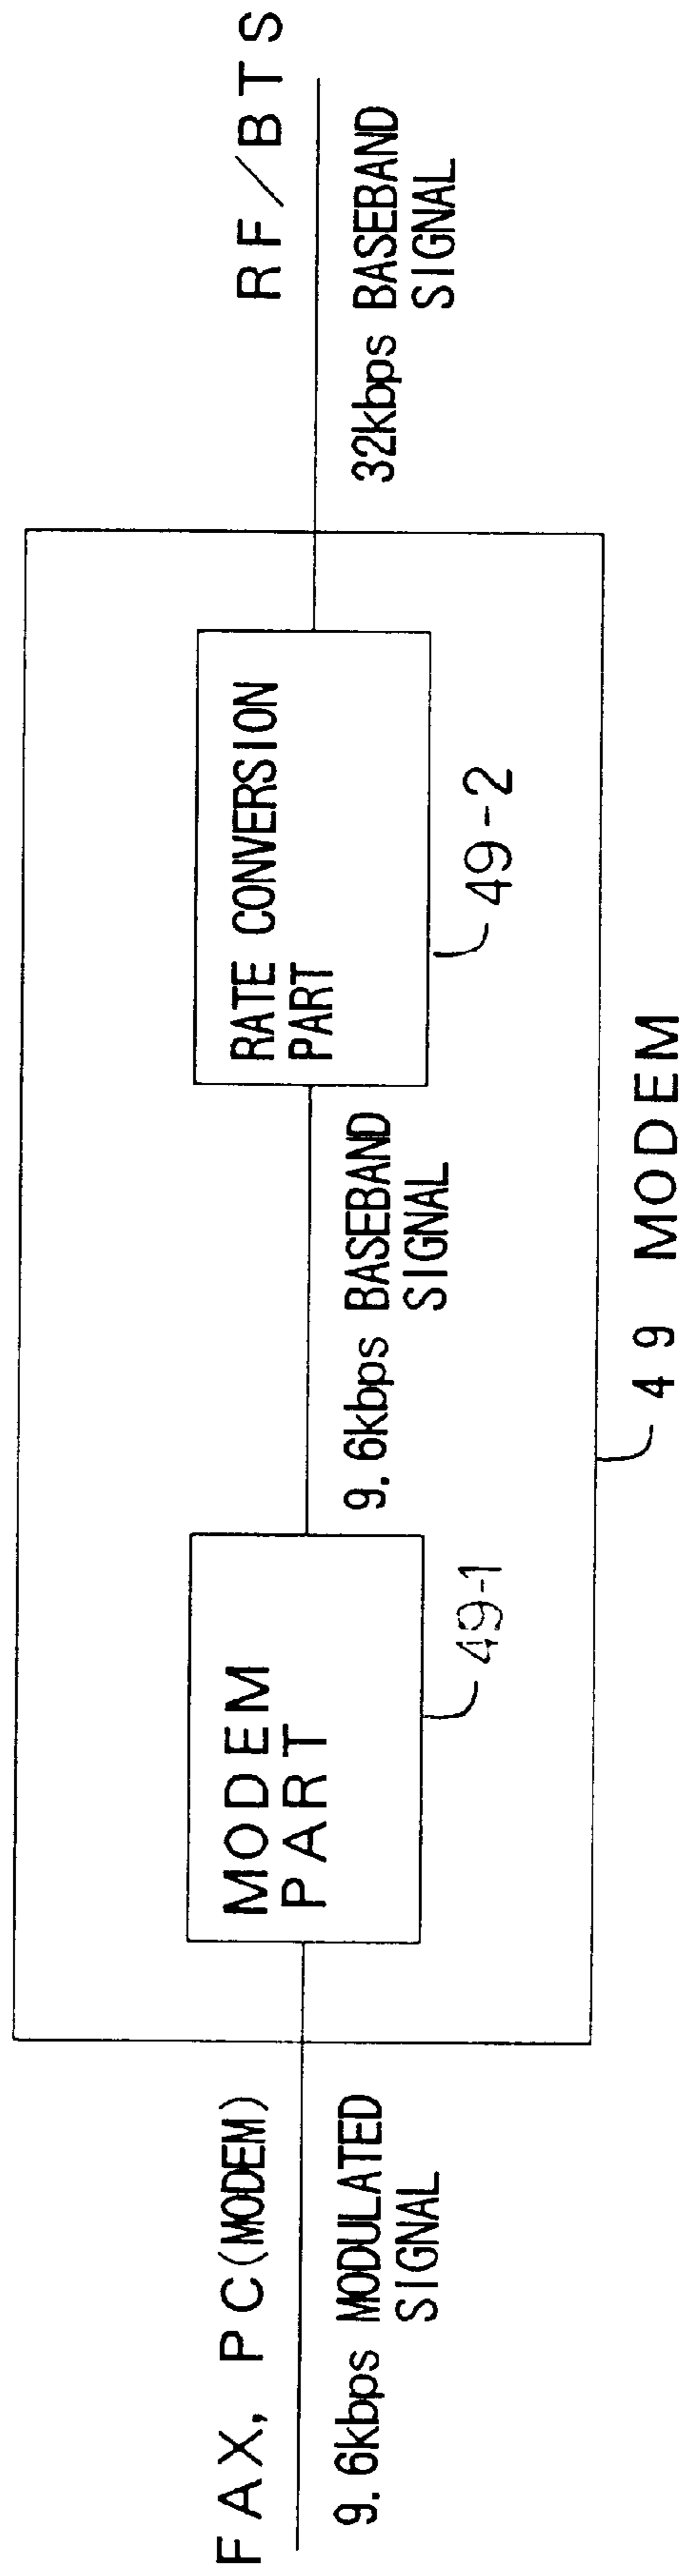 FAX, PC(MODEM)
9.6kbps MODULATED
SIGNAL
MODEM
PART
49-1
9.6kbps BASEBAND
SIGNAL
RATE CONVERSION
PART
49-2
49 MODEM
RF/BTS
32kbps BASEBAND
SIGNAL